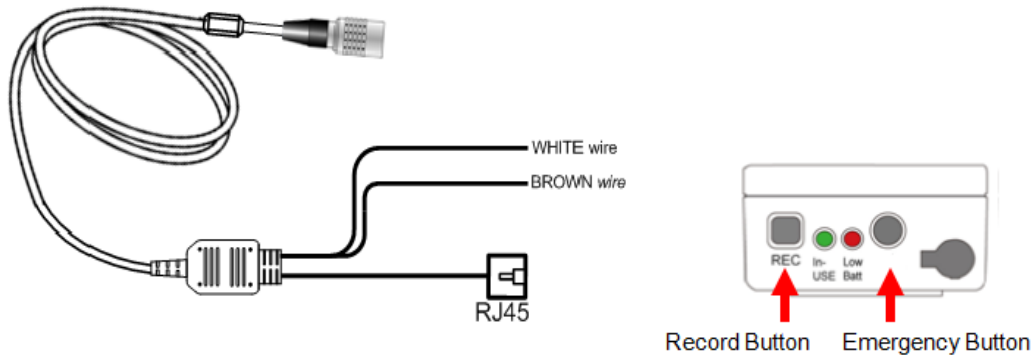 WHITE wire
BROWN wire
RJ45
REC
In-
USE
Low
Batt
Record Button
Emergency Button